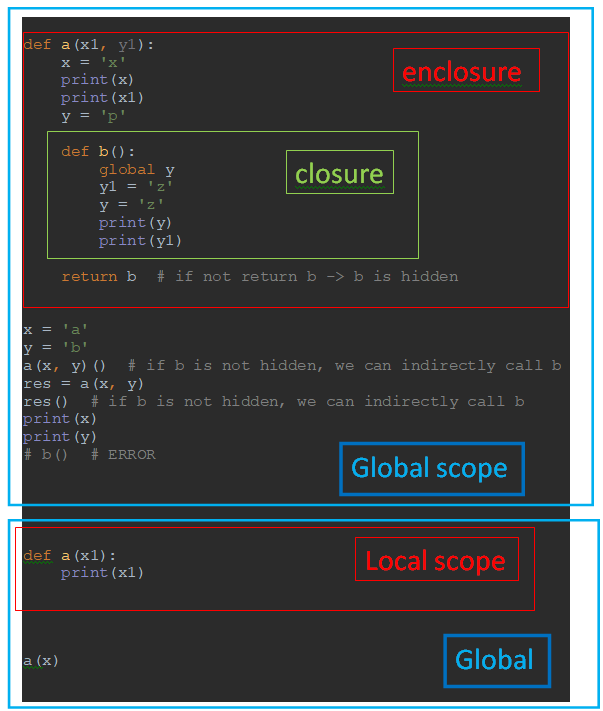 def a(x1, y1):
    x = 'x'
enclosure
    print(x)
    print(x1)
    y = 'p'
    def b():
closure
        global y
        y1 = 'z'
        y = 'z'
        print(y)
        print(y1)
    return b  # if not return b -> b is hidden
x = 'a'
y = 'b'
a(x, y)()  # if b is not hidden, we can indirectly call b
res = a(x, y)
res()  # if b is not hidden, we can indirectly call b
print(x)
print(y)
# b()  # ERROR
Global scope
def a(x1):
Local scope
    print(x1)
a(x)
Global